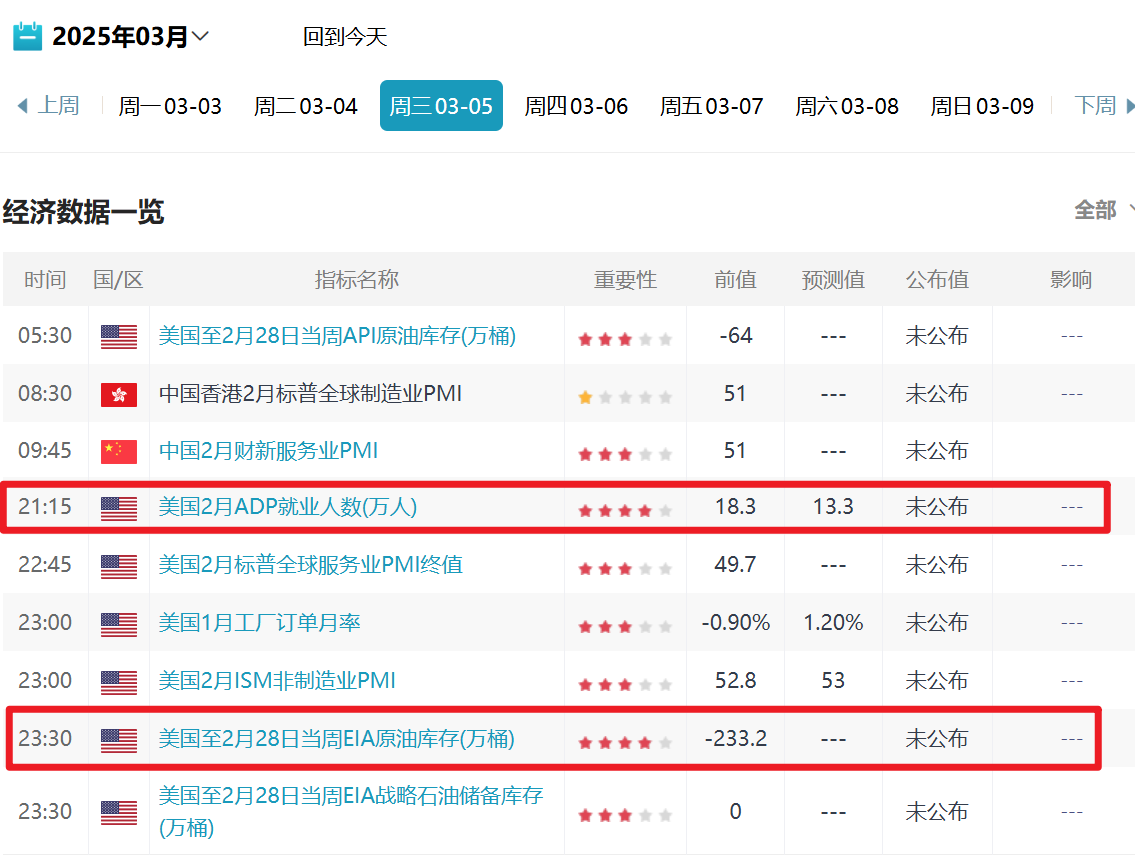 2025年03月 回到今天
上周 周一03-03 周二03-04 周三03-05 周四03-06 周五03-07 周六03-08 周日03-09 下周
经济数据一览 全部
时间 国/区 指标名称 重要性 前值 预测值 公布值 影响
05:30 美国至2月28日当周API原油库存(万桶) -64 --- 未公布 ---
08:30 中国香港2月标普全球制造业PMI 51 --- 未公布 ---
09:45 中国2月财新服务业PMI 51 --- 未公布
21:15 美国2月ADP就业人数(万人) 18.3 13.3 未公布 ---
22:45 美国2月标普全球服务业PMI终值 49.7 --- 未公布 ---
23:00 美国1月工厂订单月率 -0.90% 1.20% 未公布 ---
23:00 美国2月ISM非制造业PMI 52.8 53 未公布 ---
23:30 美国至2月28日当周EIA原油库存(万桶) -233.2 --- 未公布 ---
23:30 美国至2月28日当周EIA战略石油储备库存 0 --- 未公布 ---
(万桶)